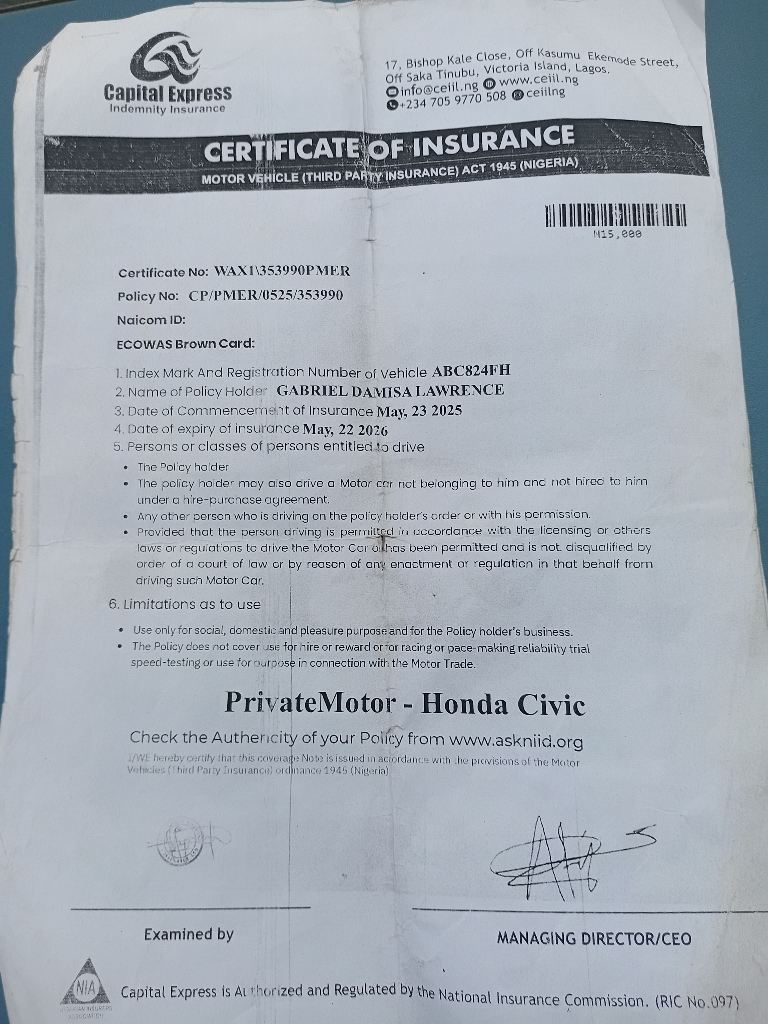 Capital Express
Indemnity Insurance
17, Bishop Kale Close, Off Kasumu Ekemode Street,
Off Saka Tinubu, Victoria Island, Lagos.
info@ceiil.ng www.ceiil.ng
+234 705 9770 508 ceiilng
CERTIFICATE OF INSURANCE
MOTOR VEHICLE (THIRD PARTY INSURANCE) ACT 1945 (NIGERIA)
N15,000
Certificate No: WAX1\353990PMER
Policy No: CP/PMER/0525/353990
Naicom ID:
ECOWAS Brown Card:
1. Index Mark And Registration Number of Vehicle ABC824FH
2. Name of Policy Holder GABRIEL DAMISA LAWRENCE
3. Date of Commencement of Insurance May, 23 2025
4. Date of expiry of insurance May, 22 2026
5. Persons or classes of persons entitled to drive
• The Policy holder
• The policy holder may also drive a Motor car not belonging to him and not hired to him
under a hire-purchase agreement.
• Any other person who is driving on the policy holder's order or with his permission.
• Provided that the person driving is permitted in accordance with the licensing or others
laws or regulations to drive the Motor Car or has been permitted and is not disqualified by
order of a court of law or by reason of any enactment or regulation in that behalf from
driving such Motor Car.
6. Limitations as to use
• Use only for social, domestic and pleasure purpose and for the Policy holder's business.
• The Policy does not cover use for hire or reward or for racing or pace-making reliability trial
speed-testing or use for purpose in connection with the Motor Trade.
PrivateMotor - Honda Civic
Check the Authencity of your Policy from www.askniid.org
I/WE hereby certify that this coverage Note is issued in accordance with the provisions of the Motor
Vehicles (Third Party Insurance) ordinance 1945 (Nigeria)
Examined by
MANAGING DIRECTOR/CEO
NIA
NIGERIAN INSURERS
ASSOCIATION
Capital Express is Authorized and Regulated by the National Insurance Commission. (RIC No.097)